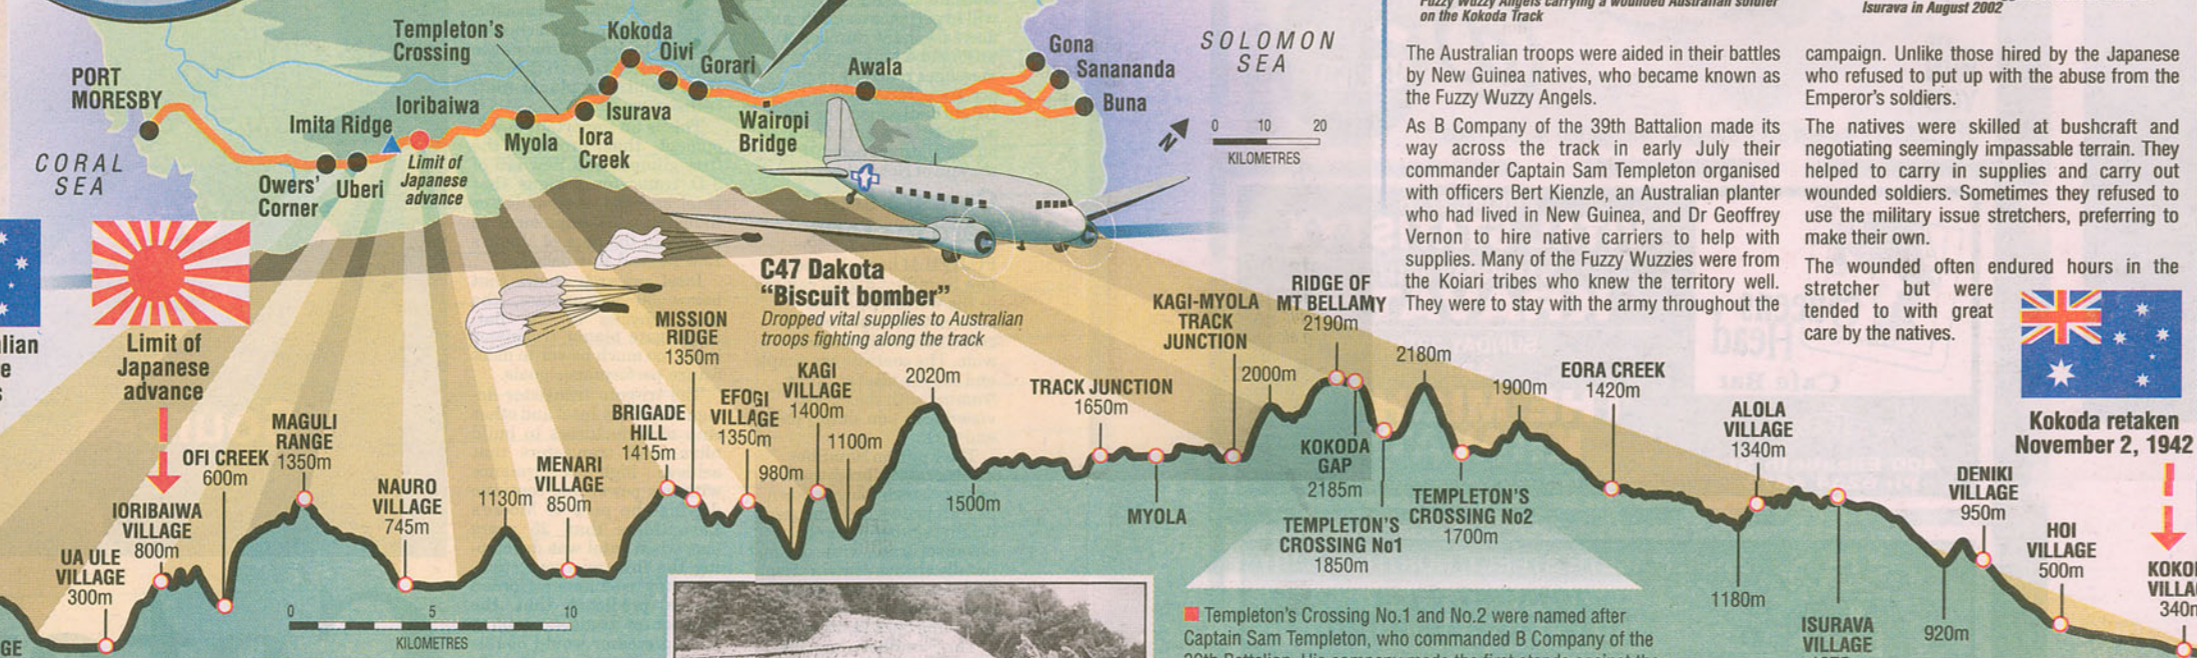 Fuzzy Wuzzy Angels carrying a wounded Australian soldier
on the Kokoda Track
Isurava in August 2002
The Australian troops were aided in their battles
by New Guinea natives, who became known as
the Fuzzy Wuzzy Angels.
As B Company of the 39th Battalion made its
way across the track in early July their
commander Captain Sam Templeton organised
with officers Bert Kienzle, an Australian planter
who had lived in New Guinea, and Dr Geoffrey
Vernon to hire native carriers to help with
supplies. Many of the Fuzzy Wuzzies were from
the Koiari tribes who knew the territory well.
They were to stay with the army throughout the
campaign. Unlike those hired by the Japanese
who refused to put up with the abuse from the
Emperor's soldiers.
The natives were skilled at bushcraft and
negotiating seemingly impassable terrain. They
helped to carry in supplies and carry out
wounded soldiers. Sometimes they refused to
use the military issue stretchers, preferring to
make their own.
The wounded often endured hours in the
stretcher but were
tended to with great
care by the natives.
PORT
MORESBY
CORAL
SEA
Owers'
Corner
Uberi
Imita Ridge
Ioribaiwa
Limit of
Japanese
advance
Templeton's
Crossing
Myola
Iora
Creek
Isurava
Kokoda
Oivi
Gorari
Wairopi
Bridge
Awala
Gona
Sanananda
Buna
SOLOMON
SEA
N
0 10 20
KILOMETRES
C47 Dakota
“Biscuit bomber”
Dropped vital supplies to Australian
troops fighting along the track
lian
e
s
Limit of
Japanese
advance
GE
UA ULE
VILLAGE
300m
IORIBAIWA
VILLAGE
800m
OFI CREEK
600m
MAGULI
RANGE
1350m
NAURO
VILLAGE
745m
1130m
MENARI
VILLAGE
850m
BRIGADE
HILL
1415m
MISSION
RIDGE
1350m
EFOGI
VILLAGE
1350m
980m
KAGI
VILLAGE
1400m
1100m
2020m
1500m
TRACK JUNCTION
1650m
MYOLA
KAGI-MYOLA
TRACK
JUNCTION
2000m
RIDGE OF
MT BELLAMY
2190m
KOKODA
GAP
2185m
TEMPLETON'S
CROSSING No1
1850m
2180m
TEMPLETON'S
CROSSING No2
1700m
1900m
EORA CREEK
1420m
1180m
ALOLA
VILLAGE
1340m
ISURAVA
VILLAGE
920m
DENIKI
VILLAGE
950m
HOI
VILLAGE
500m
Kokoda retaken
November 2, 1942
KOKO
VILLA
340m
0 5 10
KILOMETRES
Templeton's Crossing No.1 and No.2 were named after
Captain Sam Templeton, who commanded B Company of the